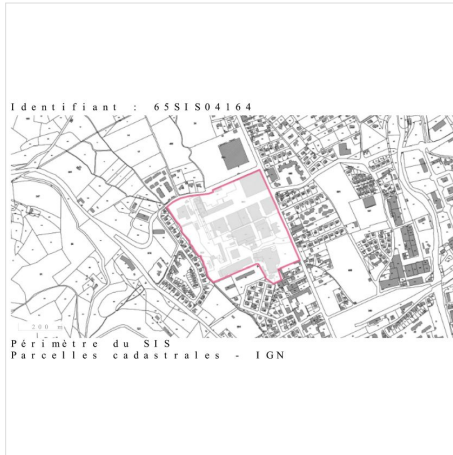 Identifiant : 65SIS04164
200 m
Périmètre du SIS
Parcelles cadastrales - IGN